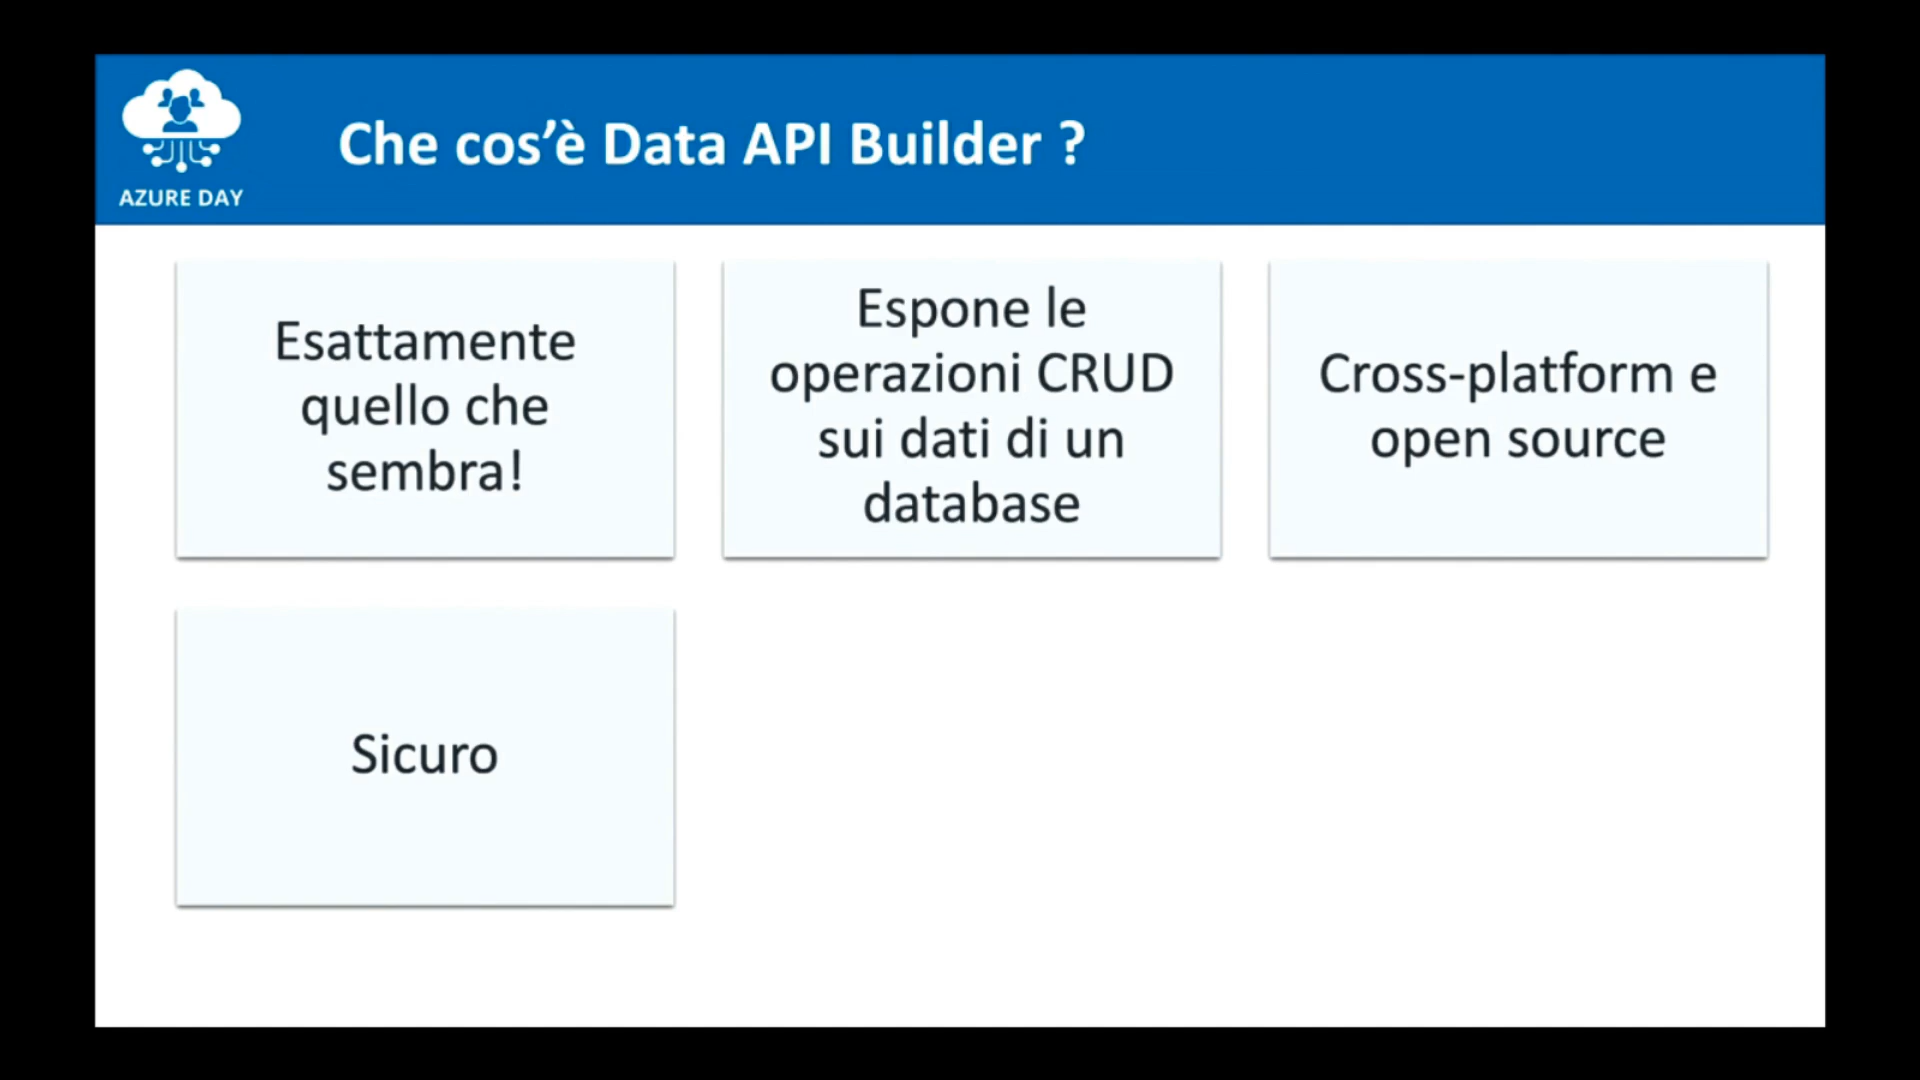 AZURE DAY
Che cos’è Data API Builder ?
Esattamente
quello che
sembra!
Espone le
operazioni CRUD
sui dati di un
database
Cross-platform e
open source
Sicuro